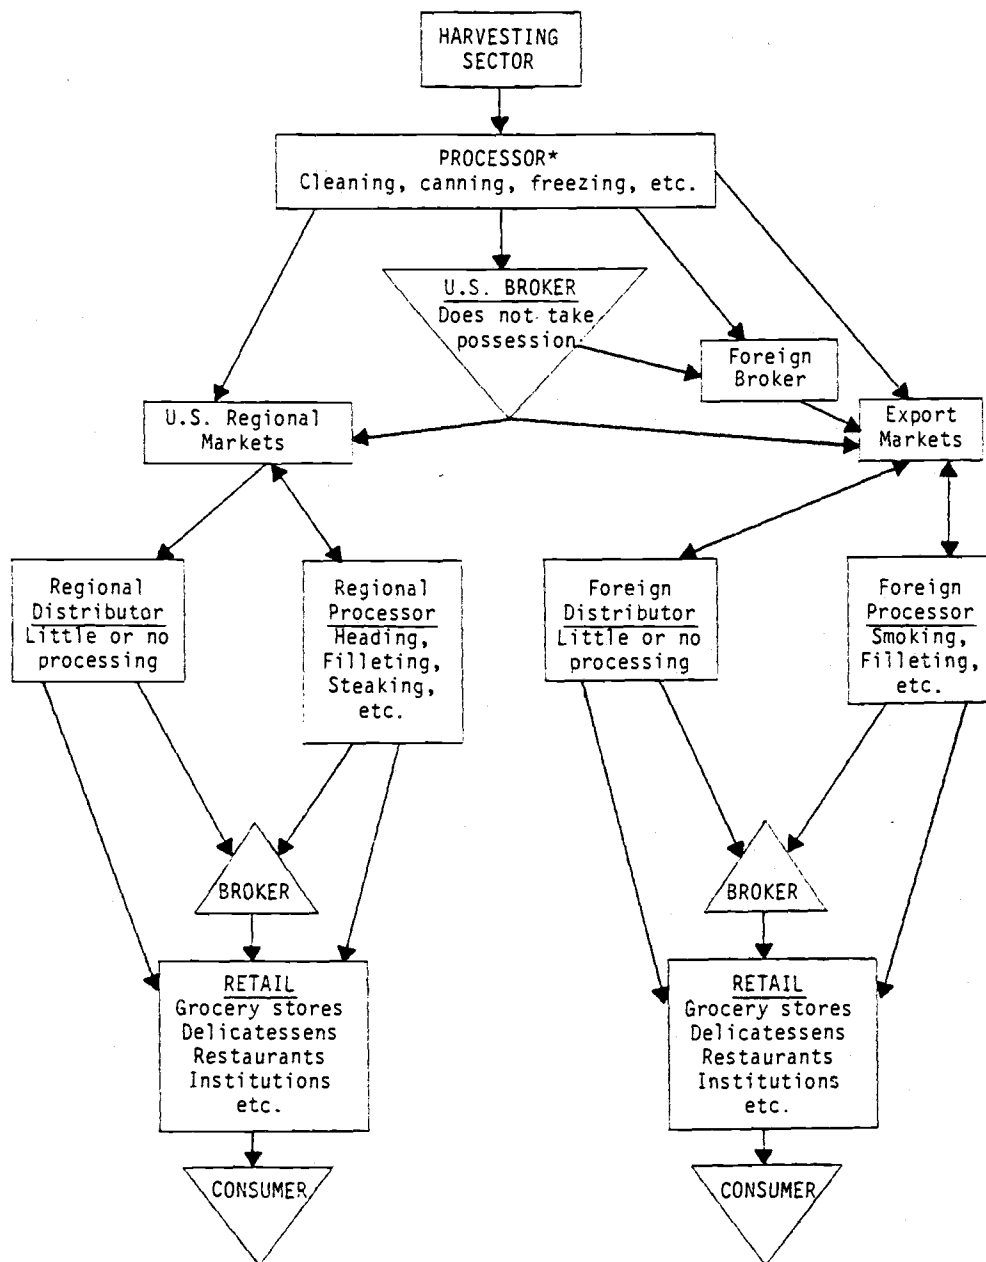 HARVESTING
SECTOR
PROCESSOR*
Cleaning, canning, freezing, etc.
U.S. BROKER
Does not take
possession
Foreign
Broker
U.S. Regional
Markets
Export
Markets
Regional
Distributor
Little or no
processing
Regional
Processor
Heading,
Filleting,
Steaking,
etc.
Foreign
Distributor
Little or no
processing
Foreign
Processor
Smoking,
Filleting,
etc.
BROKER
BROKER
RETAIL
Grocery stores
Delicatessens
Restaurants
Institutions
etc.
RETAIL
Grocery stores
Delicatessens
Restaurants
Institutions
etc.
CONSUMER
CONSUMER